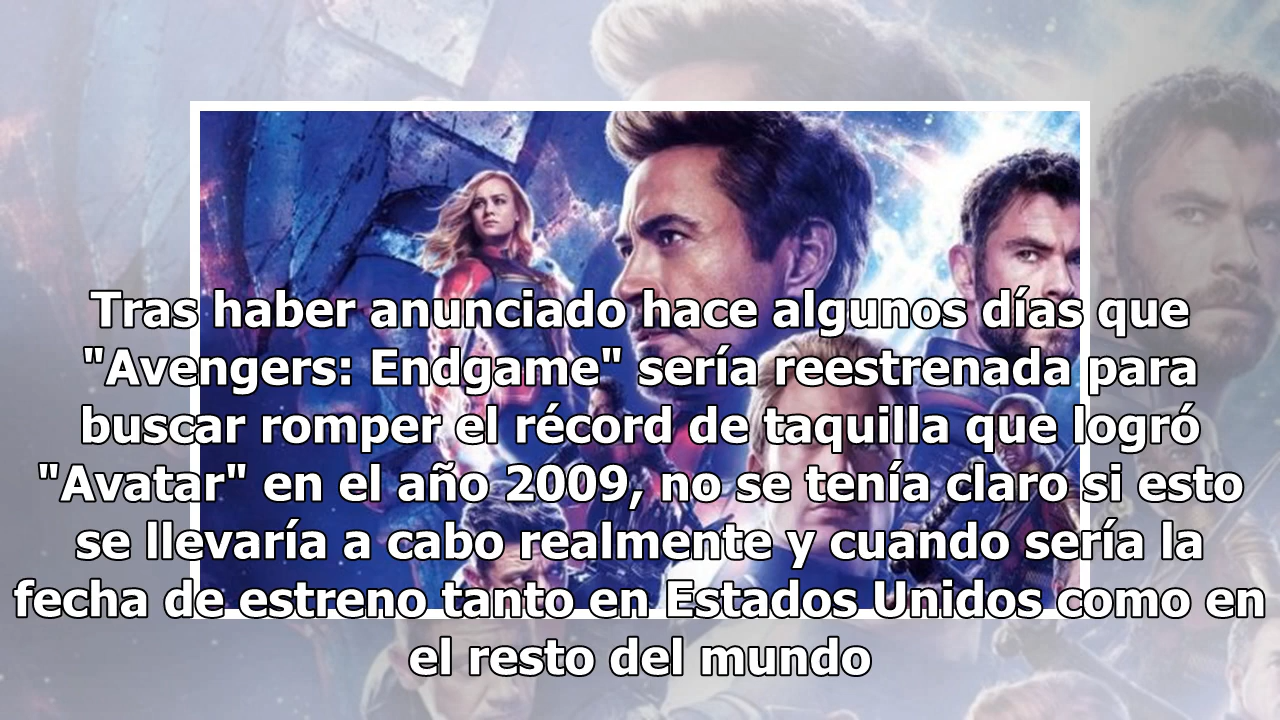 Tras haber anunciado hace algunos días que
"Avengers: Endgame" sería reestrenada para
buscar romper el récord de taquilla que logró
"Avatar" en el año 2009, no se tenía claro si esto
se llevaría a cabo realmente y cuando sería la
fecha de estreno tanto en Estados Unidos como en
el resto del mundo